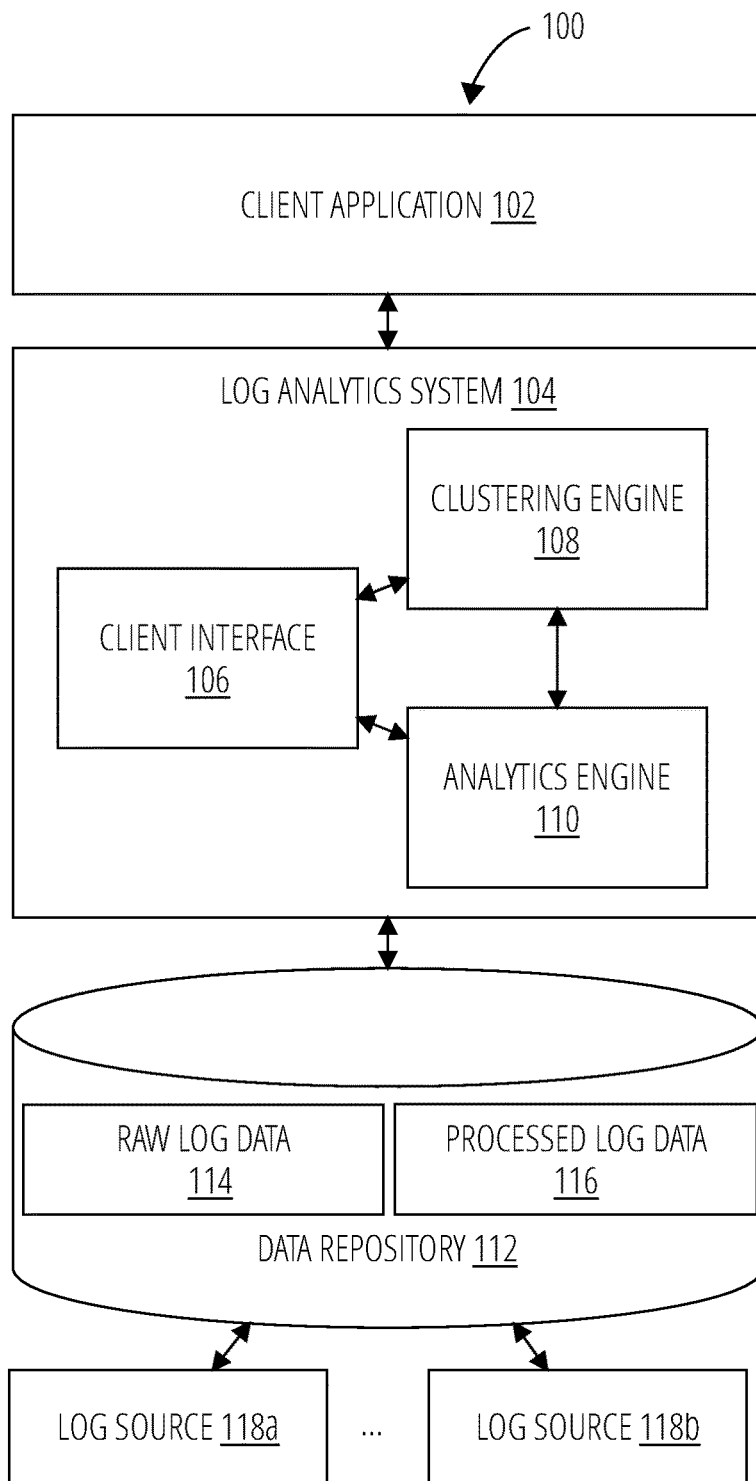 100
CLIENT APPLICATION 102
LOG ANALYTICS SYSTEM 104
CLUSTERING ENGINE
108
CLIENT INTERFACE
106
ANALYTICS ENGINE
110
RAW LOG DATA
114
PROCESSED LOG DATA
116
DATA REPOSITORY 112
LOG SOURCE 118a
...
LOG SOURCE 118b